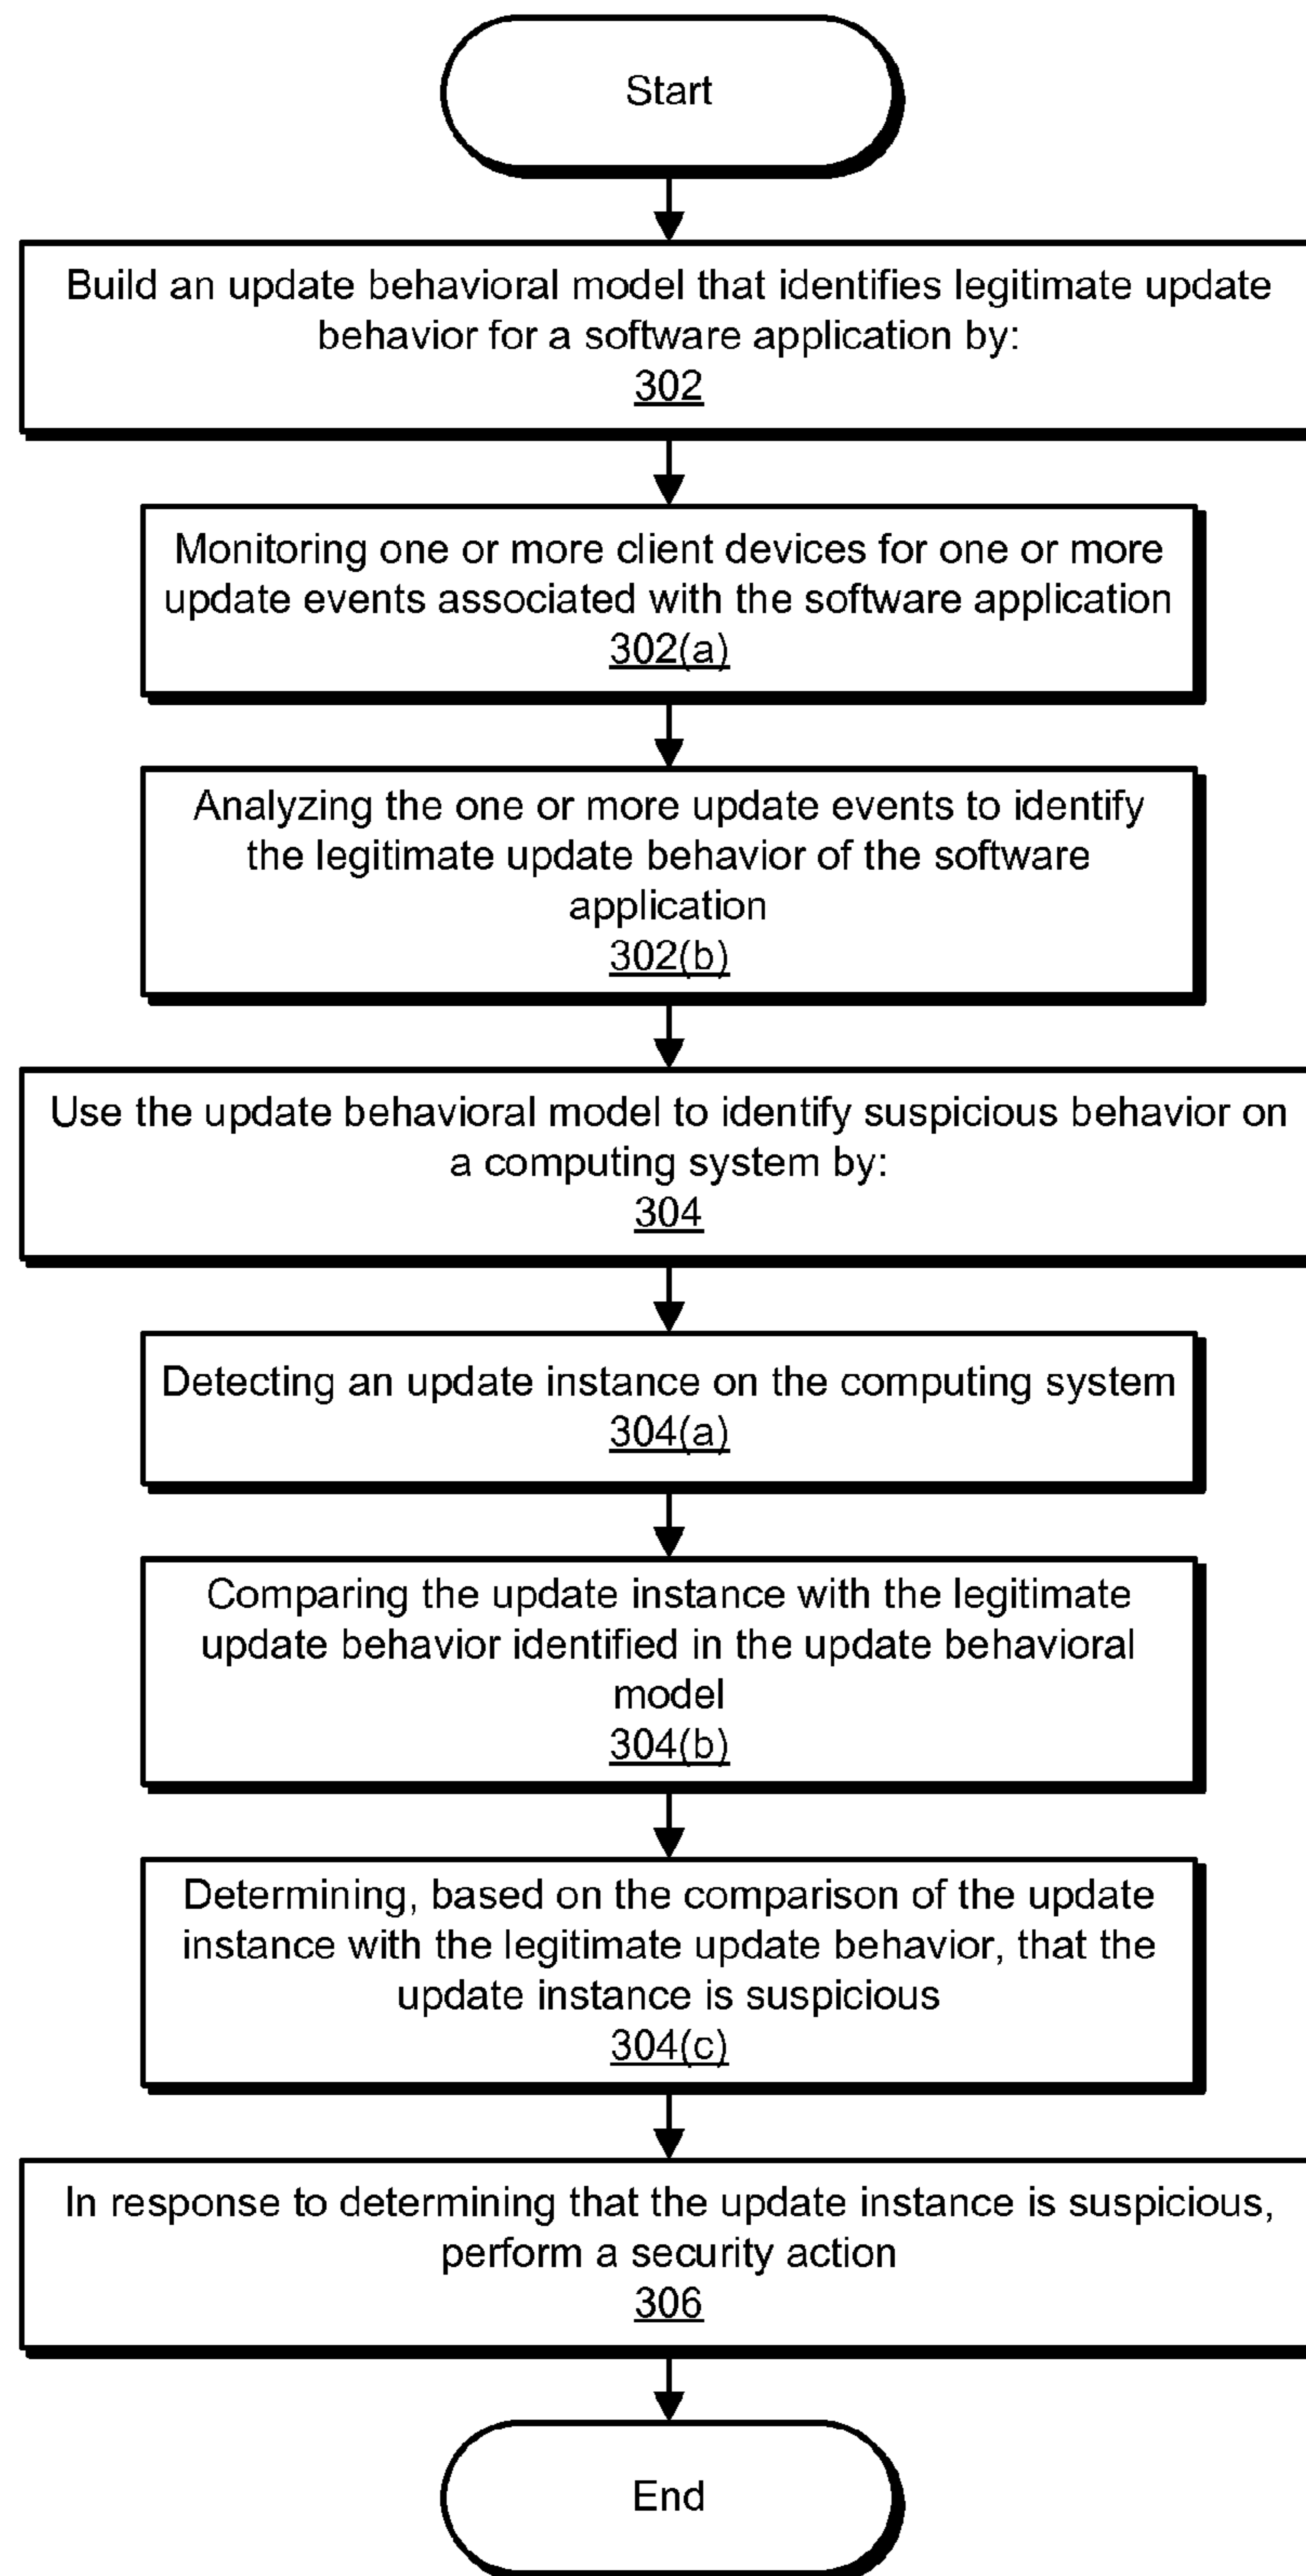 Start
Build an update behavioral model that identifies legitimate update
behavior for a software application by:
302
Monitoring one or more client devices for one or more
update events associated with the software application
302(a)
Analyzing the one or more update events to identify
the legitimate update behavior of the software
application
302(b)
Use the update behavioral model to identify suspicious behavior on
a computing system by:
304
Detecting an update instance on the computing system
304(a)
Comparing the update instance with the legitimate
update behavior identified in the update behavioral
model
304(b)
Determining, based on the comparison of the update
instance with the legitimate update behavior, that the
update instance is suspicious
304(c)
In response to determining that the update instance is suspicious,
perform a security action
306
End